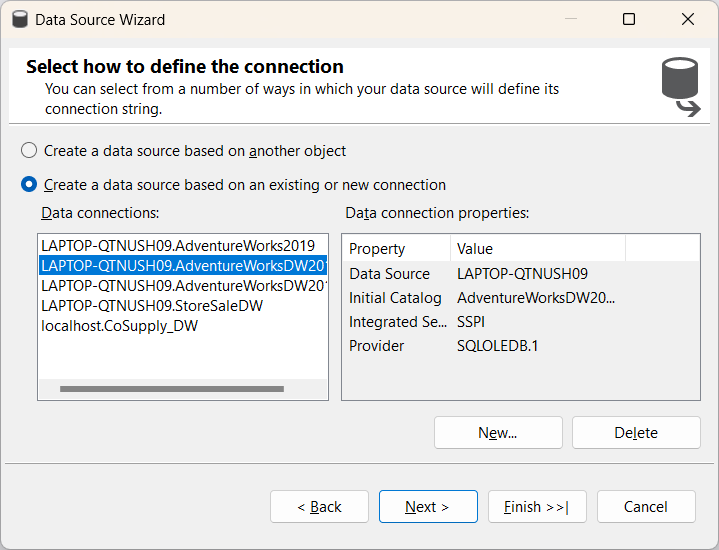 Data Source Wizard
Select how to define the connection
You can select from a number of ways in which your data source will define its
connection string.
Create a data source based on another object
Create a data source based on an existing or new connection
Data connections:
LAPTOP-QTNUSH09.AdventureWorks2019
LAPTOP-QTNUSH09.AdventureWorksDW201
LAPTOP-QTNUSH09.AdventureWorksDW201
LAPTOP-QTNUSH09.StoreSaleDW
localhost.CoSupply_DW
Data connection properties:
Property Value
Data Source LAPTOP-QTNUSH09
Initial Catalog AdventureWorksDW20...
Integrated Se... SSPI
Provider SQLOLEDB.1
New... Delete
< Back Next > Finish >>| Cancel